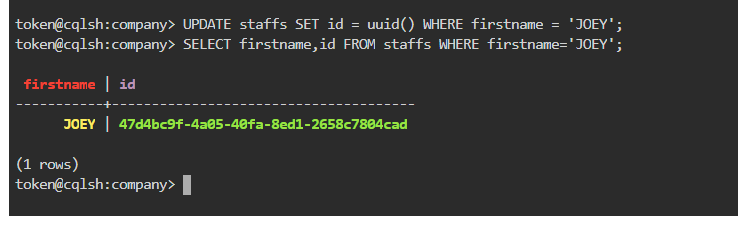 token@cqlsh:company> UPDATE staffs SET id = uuid() WHERE firstname = 'JOEY';
token@cqlsh:company> SELECT firstname,id FROM staffs WHERE firstname='JOEY';
firstname | id
-----------+--------------------------------------
JOEY | 47d4bc9f-4a05-40fa-8ed1-2658c7804cad
(1 rows)
token@cqlsh:company>